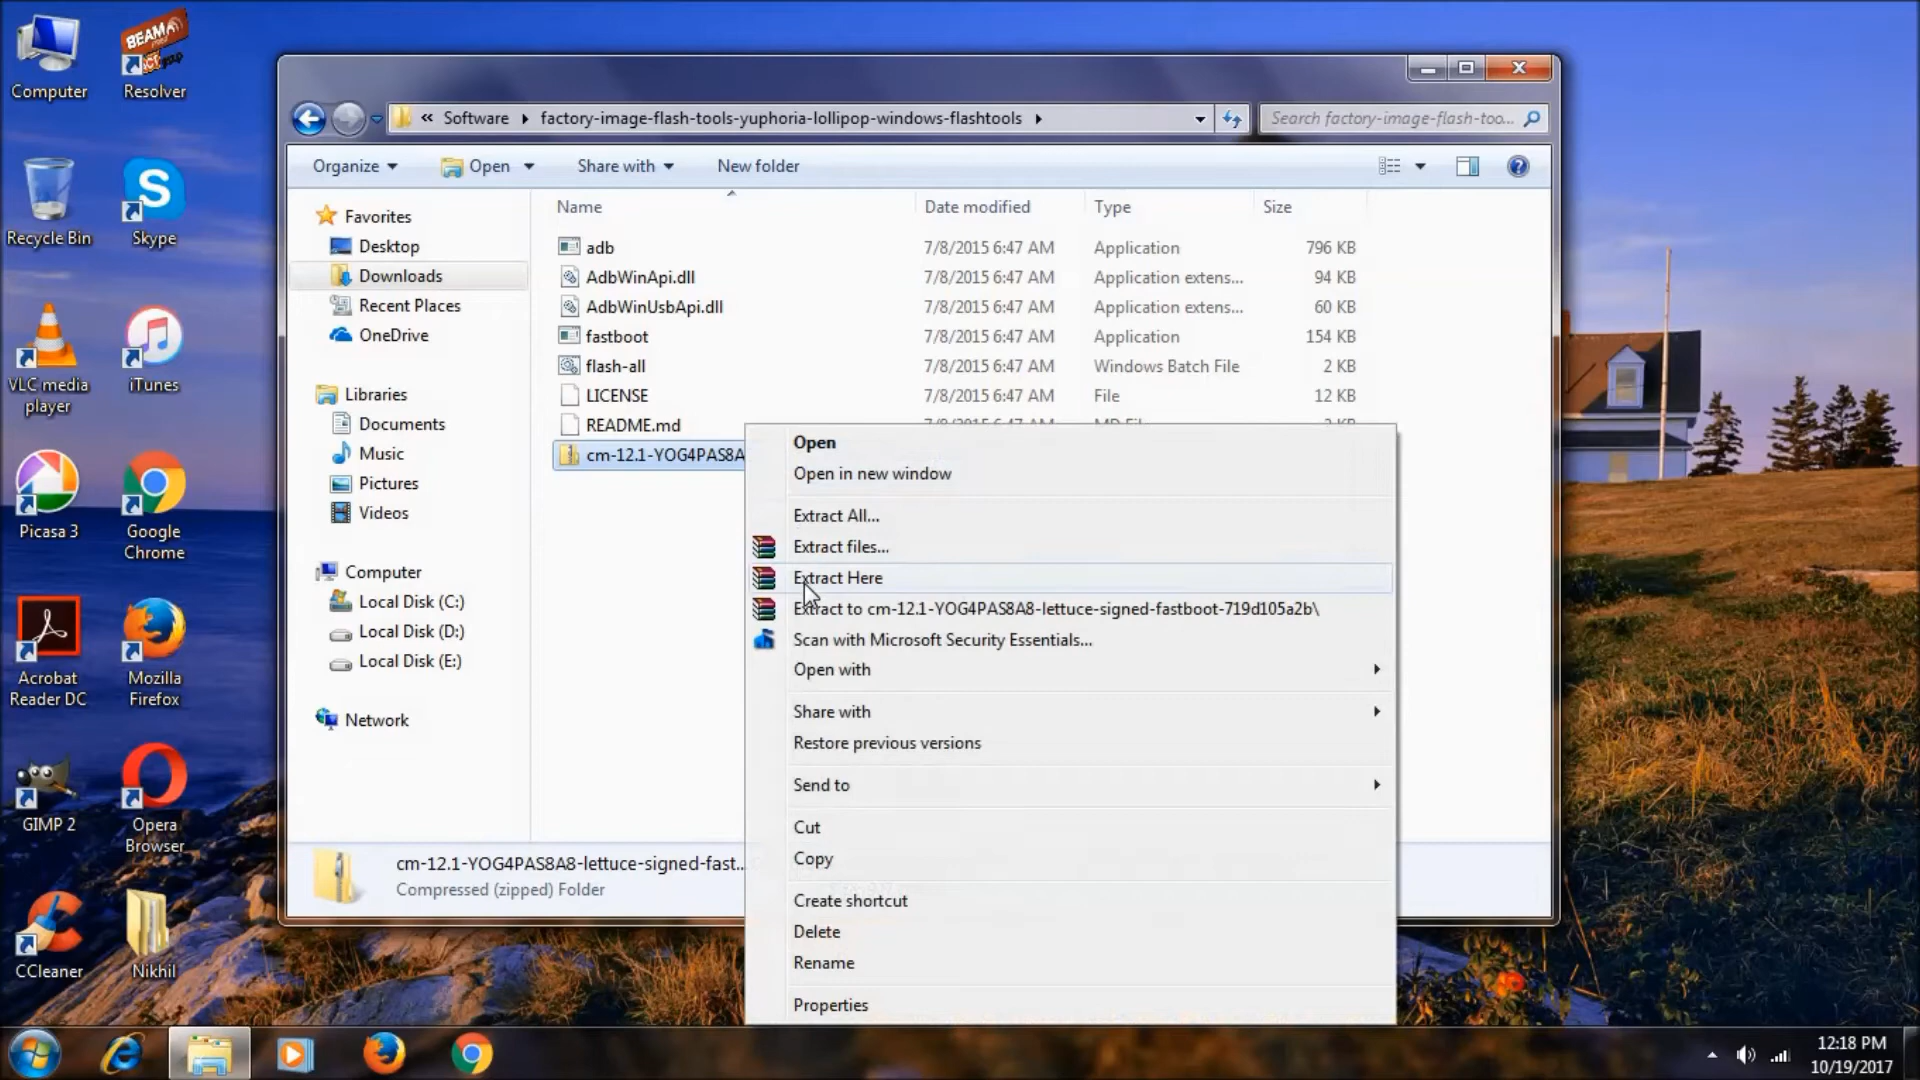 Computer
Resolver
Recycle Bin
Skype
VLC media
player
iTunes
Picasa 3
Google
Chrome
Acrobat
Reader DC
Mozilla
Firefox
GIMP 2
Opera
Browser
CCleaner
Nikhil
« Software factory-image-flash-tools-yuphoria-lollipop-windows-flashtools
Search factory-image-flash-too...
Organize Open Share with New folder
Favorites
Desktop
Downloads
Recent Places
OneDrive
Libraries
Documents
Music
Pictures
Videos
Computer
Local Disk (C:)
Local Disk (D:)
Local Disk (E:)
Network
Name Date modified Type Size
adb 7/8/2015 6:47 AM Application 796 KB
AdbWinApi.dll 7/8/2015 6:47 AM Application extens... 94 KB
AdbWinUsbApi.dll 7/8/2015 6:47 AM Application extens... 60 KB
fastboot 7/8/2015 6:47 AM Application 154 KB
flash-all 7/8/2015 6:47 AM Windows Batch File 2 KB
LICENSE 7/8/2015 6:47 AM File 12 KB
README.md
cm-12.1-YOG4PAS8A
Open
Open in new window
Extract All...
Extract files...
Extract Here
Extract to cm-12.1-YOG4PAS8A8-lettuce-signed-fastboot-719d105a2b\
Scan with Microsoft Security Essentials...
Open with
Share with
Restore previous versions
Send to
Cut
Copy
Create shortcut
Delete
Rename
Properties
cm-12.1-YOG4PAS8A8-lettuce-signed-fast...
Compressed (zipped) Folder
12:18 PM
10/19/2017